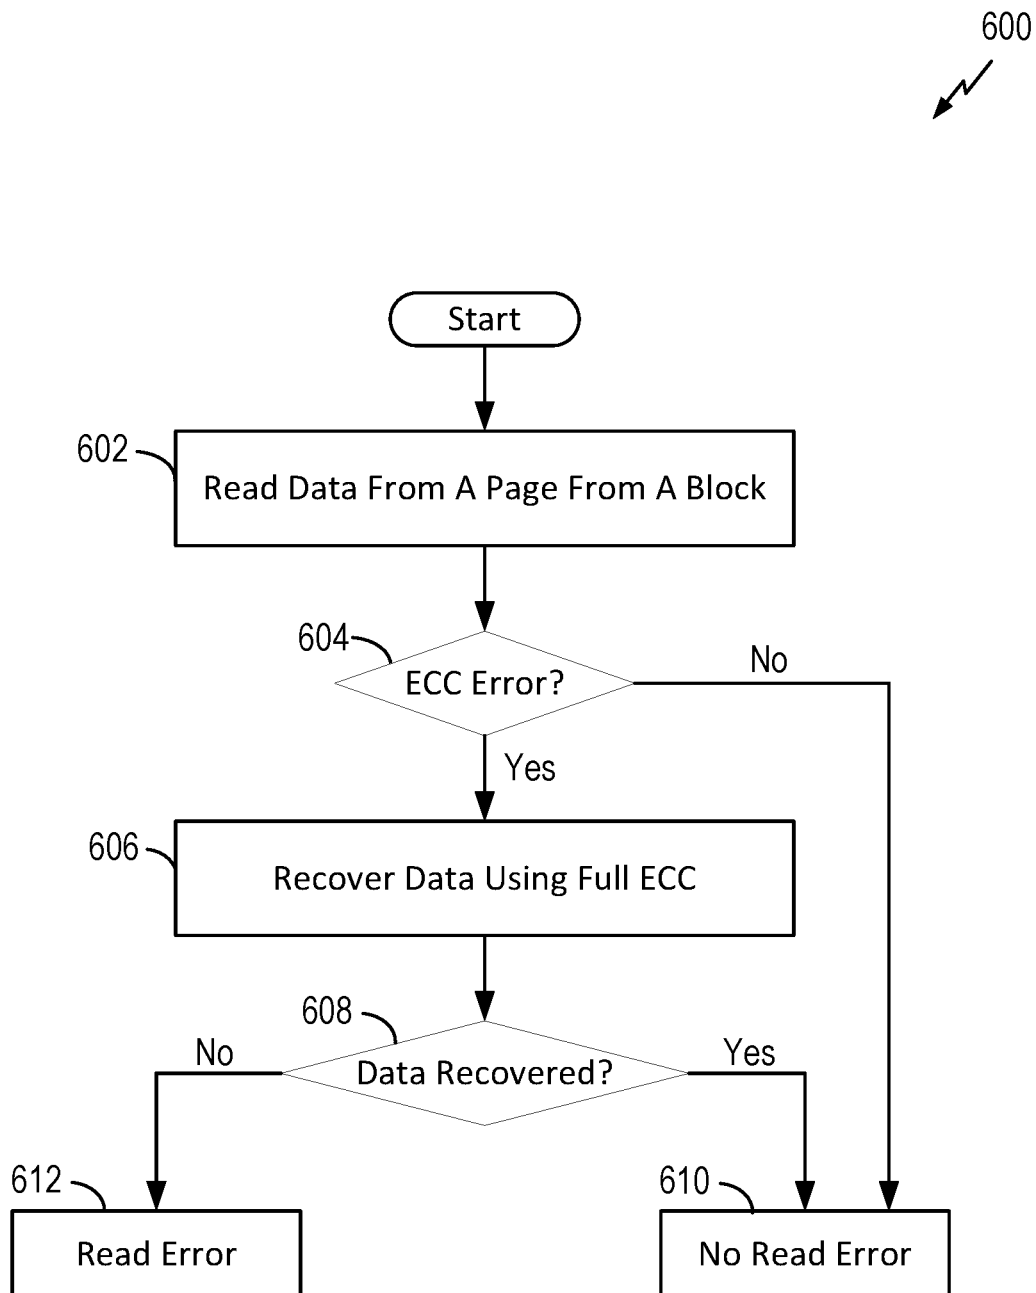 600
Start
602
Read Data From A Page From A Block
604
ECC Error?
No
Yes
606
Recover Data Using Full ECC
608
Data Recovered?
No
Yes
612
Read Error
610
No Read Error